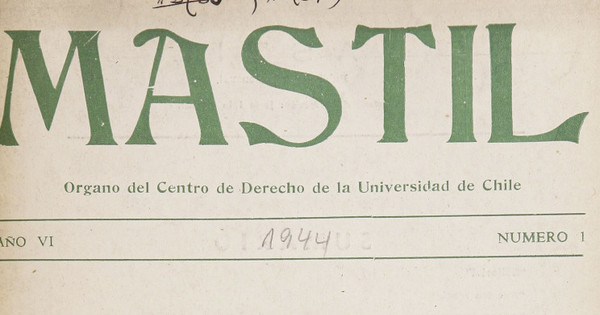 MASTIL
Organo del Centro de Derecho de la Universidad de Chile
AÑO VI 1944 NUMERO 1